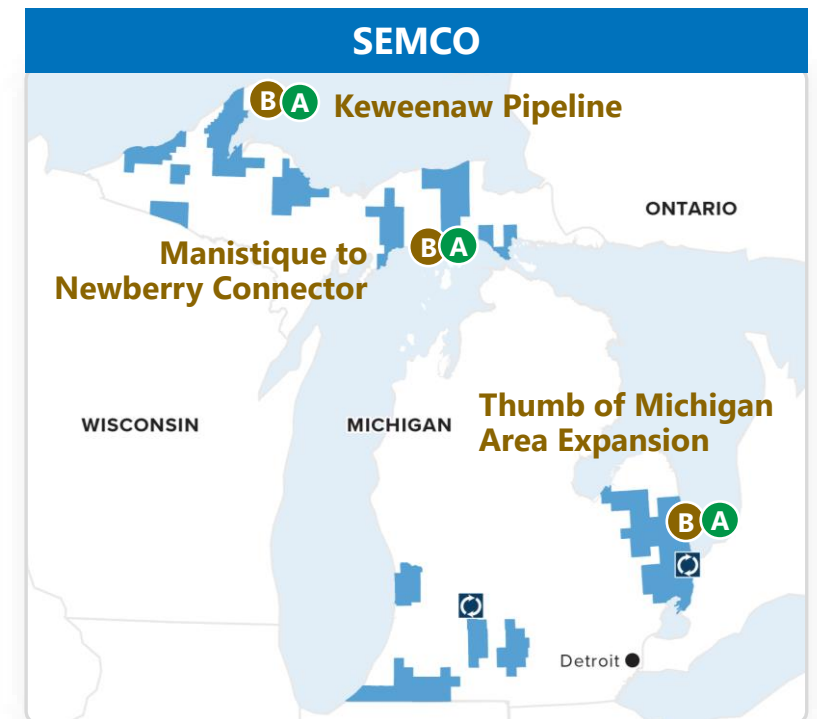 SEMCO
B A Keweenaw Pipeline
ONTARIO
Manistique to
Newberry Connector
B A
Thumb of Michigan
Area Expansion
WISCONSIN
MICHIGAN
B A
Detroit